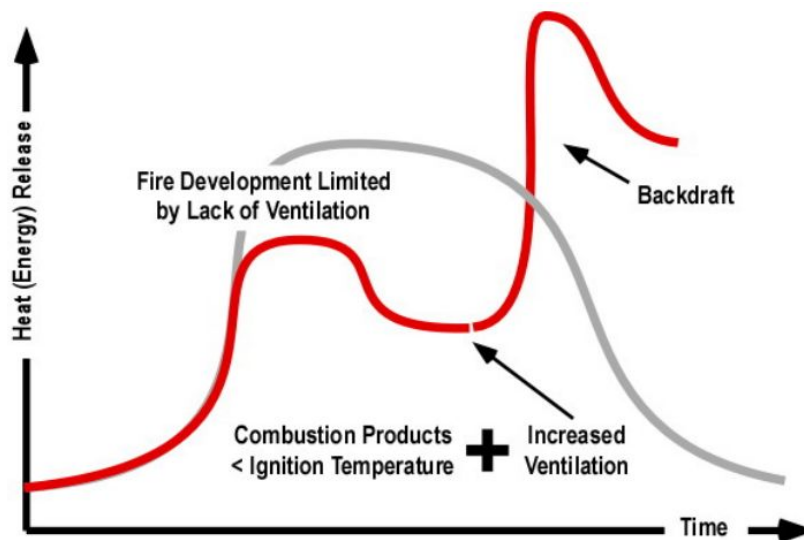 Heat (Energy) Release
Fire Development Limited
by Lack of Ventilation
Backdraft
Combustion Products
< Ignition Temperature
+
Increased
Ventilation
Time